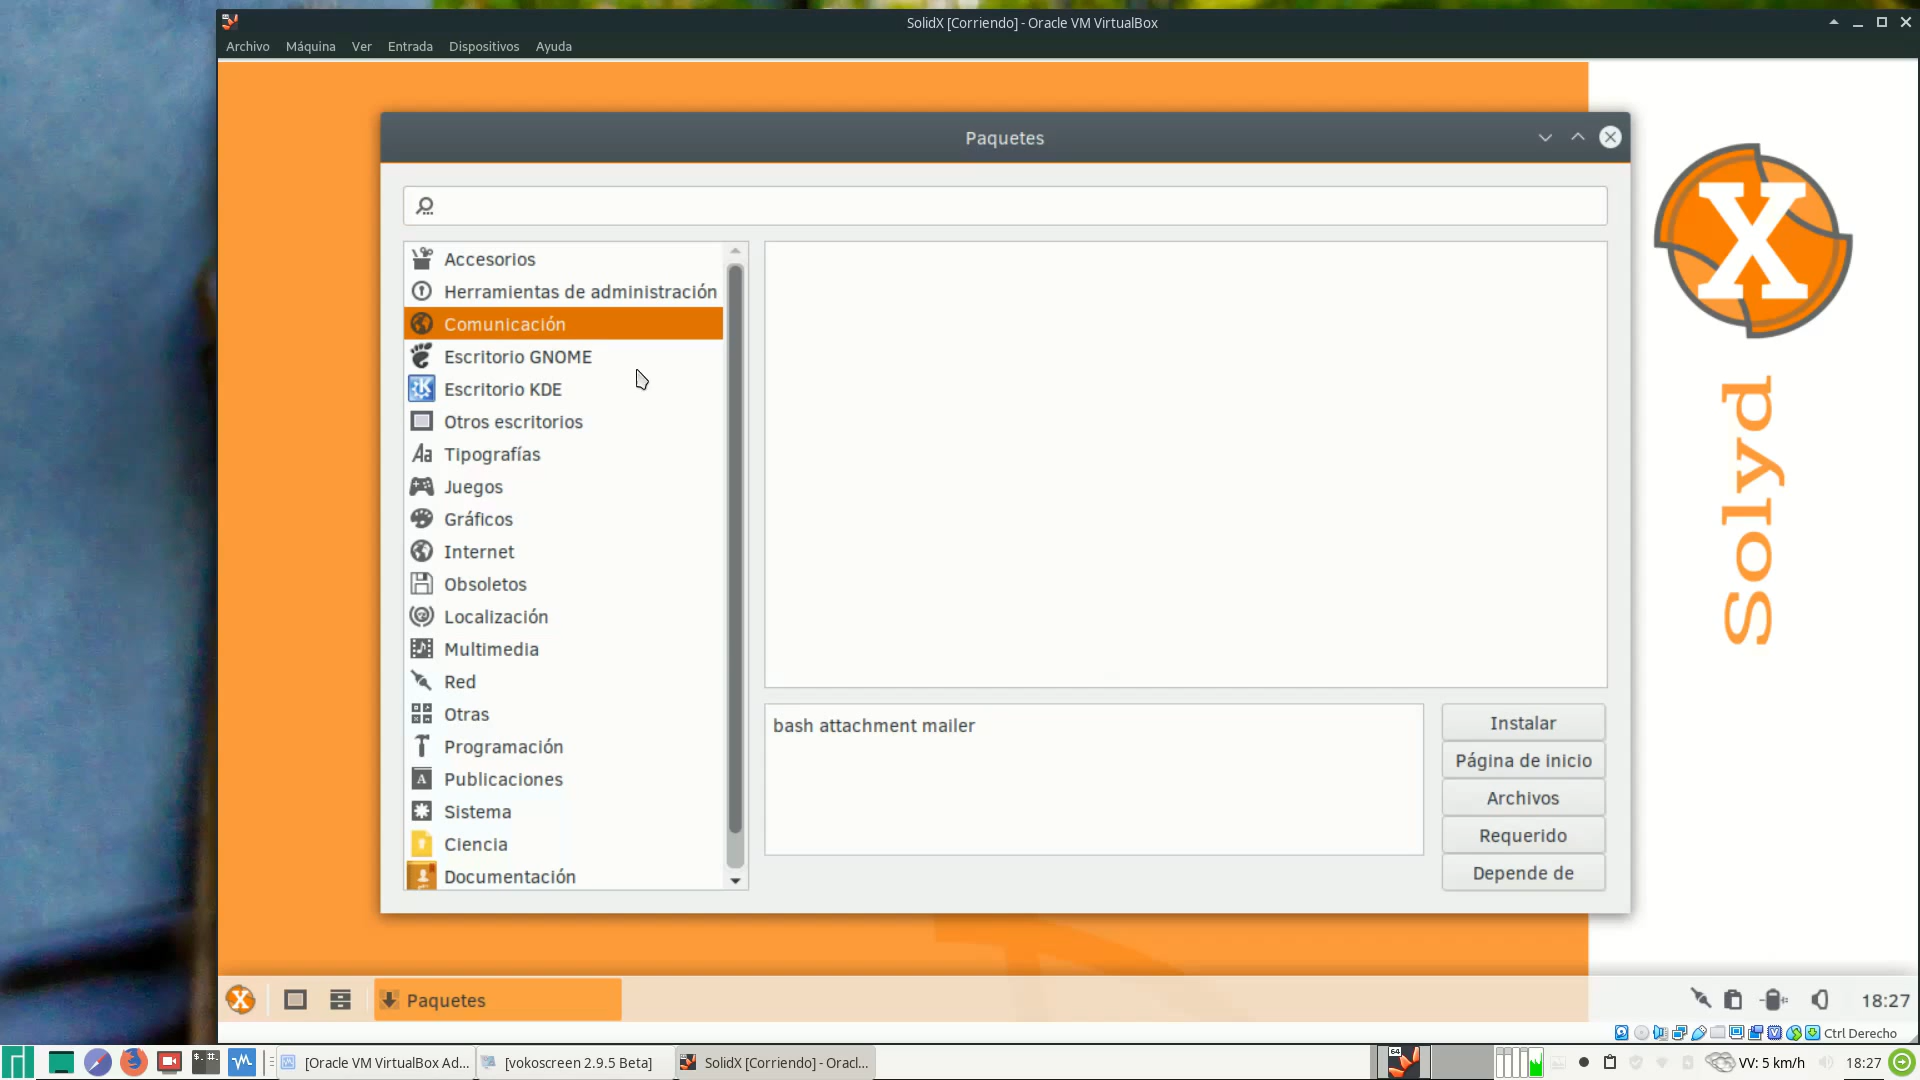 SolidX [Corriendo] - Oracle VM VirtualBox
Archivo Máquina Ver Entrada Dispositivos Ayuda
Paquetes
Accesorios
Herramientas de administración
Comunicación
Escritorio GNOME
Escritorio KDE
Otros escritorios
Tipografías
Juegos
Gráficos
Internet
Obsoletos
Localización
Multimedia
Red
Otras
Programación
Publicaciones
Sistema
Ciencia
Documentación
bash attachment mailer
Instalar
Página de inicio
Archivos
Requerido
Depende de
X
Solyd
Paquetes
18:27
Ctrl Derecho
[Oracle VM VirtualBox Ad...
[vokoscreen 2.9.5 Beta]
SolidX [Corriendo] - Oracl...
64
VV: 5 km/h
18:27